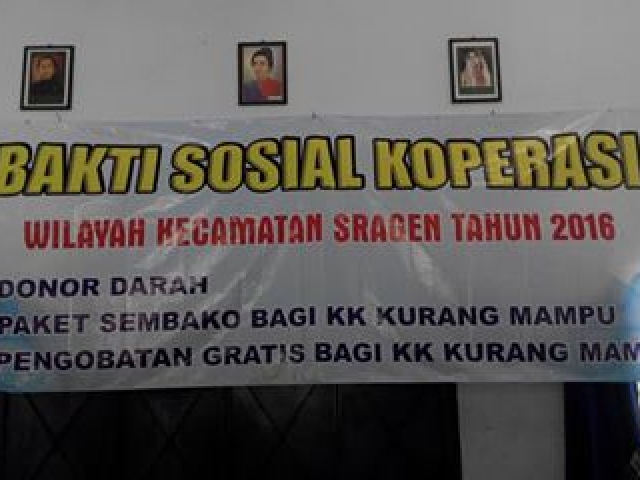 BAKTI SOSIAL KOPERASI
WILAYAH KECAMATAN SRAGEN TAHUN 2016
DONOR DARAH
PAKET SEMBAKO BAGI KK KURANG MAMPU
PENGOBATAN GRATIS BAGI KK KURANG MAM